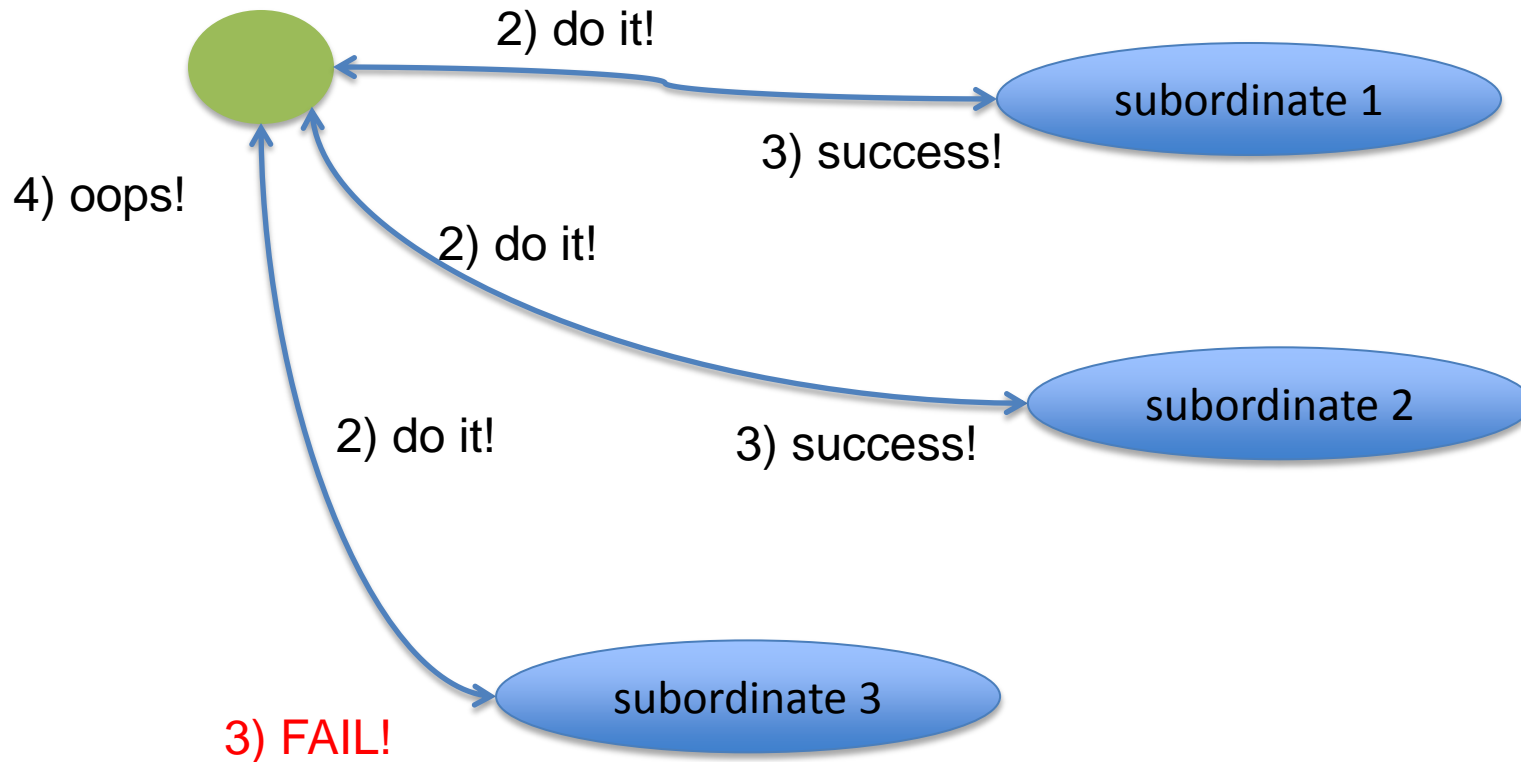 2) do it!
subordinate 1
3) success!
4) oops!
2) do it!
subordinate 2
2) do it!
3) success!
subordinate 3
3) FAIL!